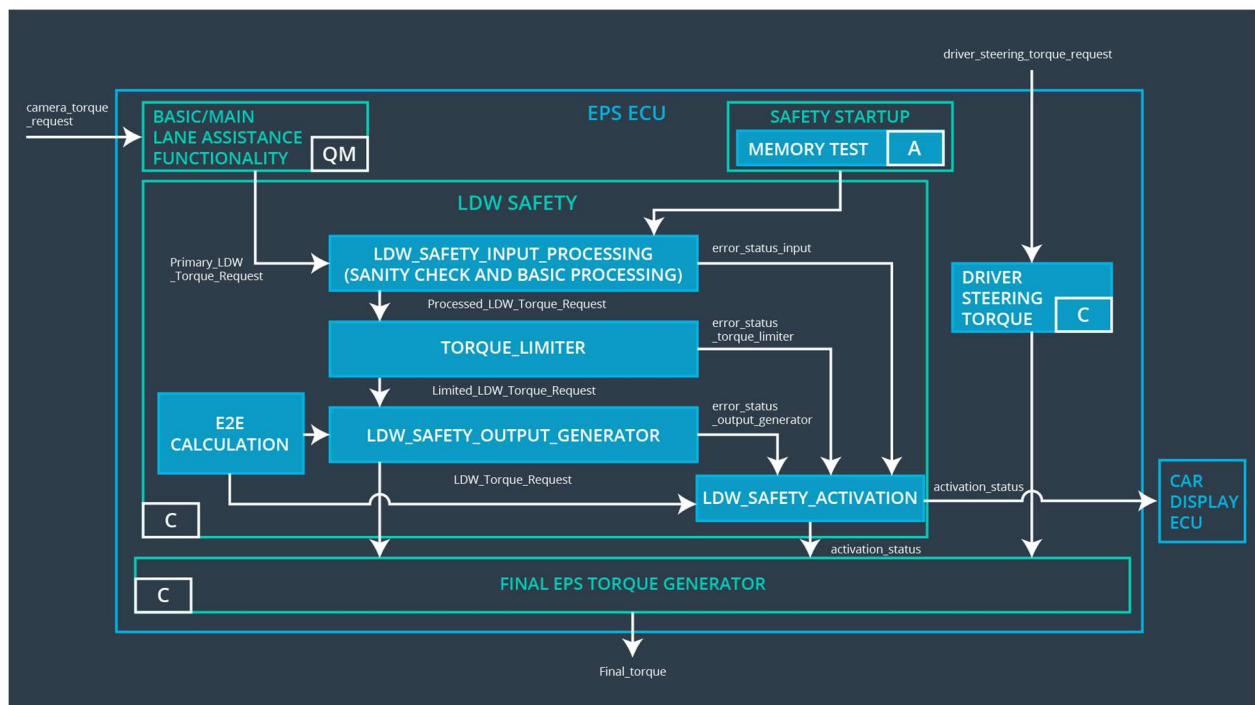 driver_steering_torque_request
camera_torque
_request
EPS ECU
BASIC/MAIN
LANE ASSISTANCE
FUNCTIONALITY
QM
SAFETY STARTUP
MEMORY TEST
A
LDW SAFETY
Primary_LDW
_Torque_Request
LDW_SAFETY_INPUT_PROCESSING
(SANITY CHECK AND BASIC PROCESSING)
error_status_input
DRIVER
STEERING
TORQUE
C
Processed_LDW_Torque_Request
TORQUE_LIMITER
error_status
_torque_limiter
Limited_LDW_Torque_Request
E2E
CALCULATION
LDW_SAFETY_OUTPUT_GENERATOR
error_status
_output_generator
LDW_Torque_Request
LDW_SAFETY_ACTIVATION
activation_status
CAR
DISPLAY
ECU
C
activation_status
FINAL EPS TORQUE GENERATOR
C
Final_torque